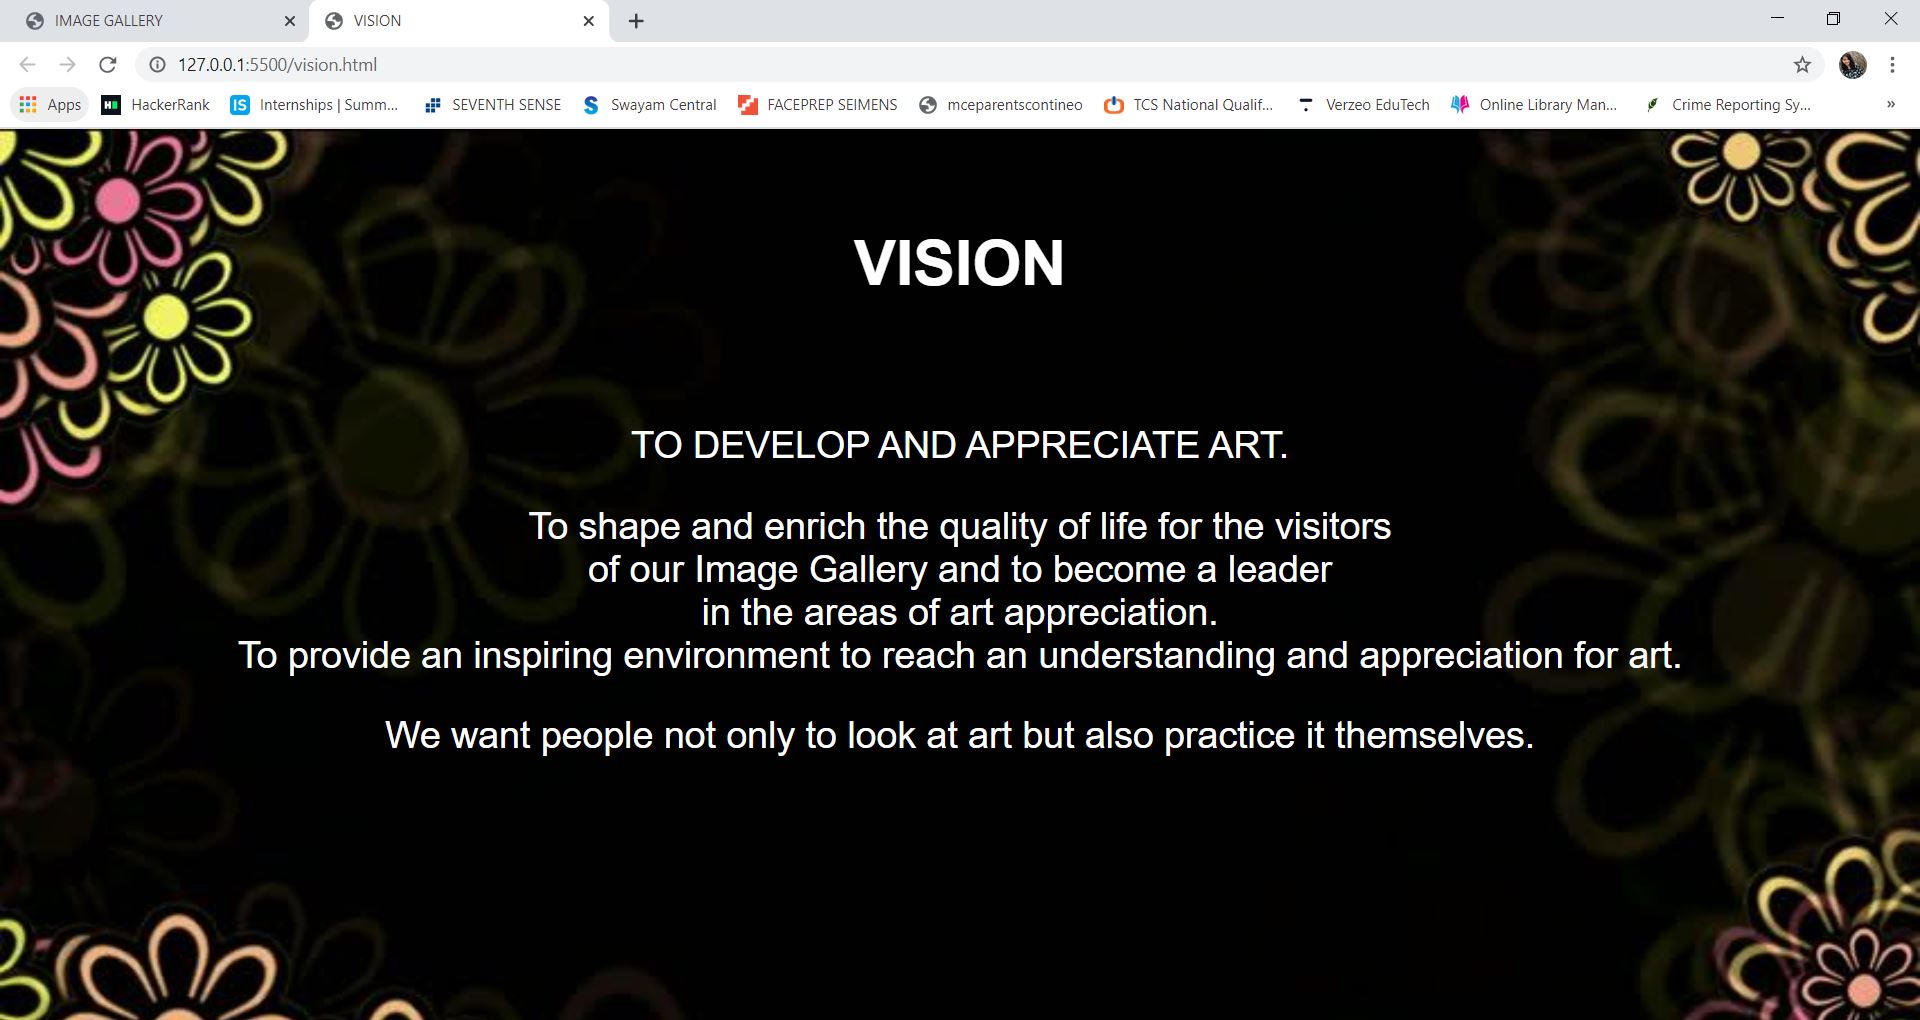 IMAGE GALLERY
VISION
127.0.0.1:5500/vision.html
Apps
HackerRank
IS
Internships | Summ...
SEVENTH SENSE
S
Swayam Central
FACEPREP SEIMENS
mceparentscontineo
TCS National Qualif...
Verzeo EduTech
Online Library Man...
Crime Reporting Sy...
»
VISION
TO DEVELOP AND APPRECIATE ART.
To shape and enrich the quality of life for the visitors
of our Image Gallery and to become a leader
in the areas of art appreciation.
To provide an inspiring environment to reach an understanding and appreciation for art.
We want people not only to look at art but also practice it themselves.